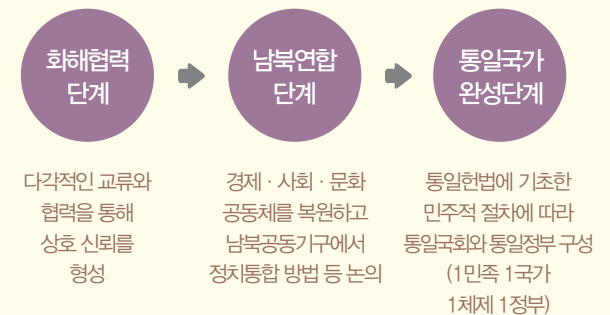 화해협력
단계
남북연합
단계
통일국가
완성단계
다각적인 교류와
협력을 통해
상호 신뢰를
형성
경제 · 사회 · 문화
공동체를 복원하고
남북공동기구에서
정치통합 방법 등 논의
통일헌법에 기초한
민주적 절차에 따라
통일국회와 통일정부 구성
(1민족 1국가
1체제 1정부)